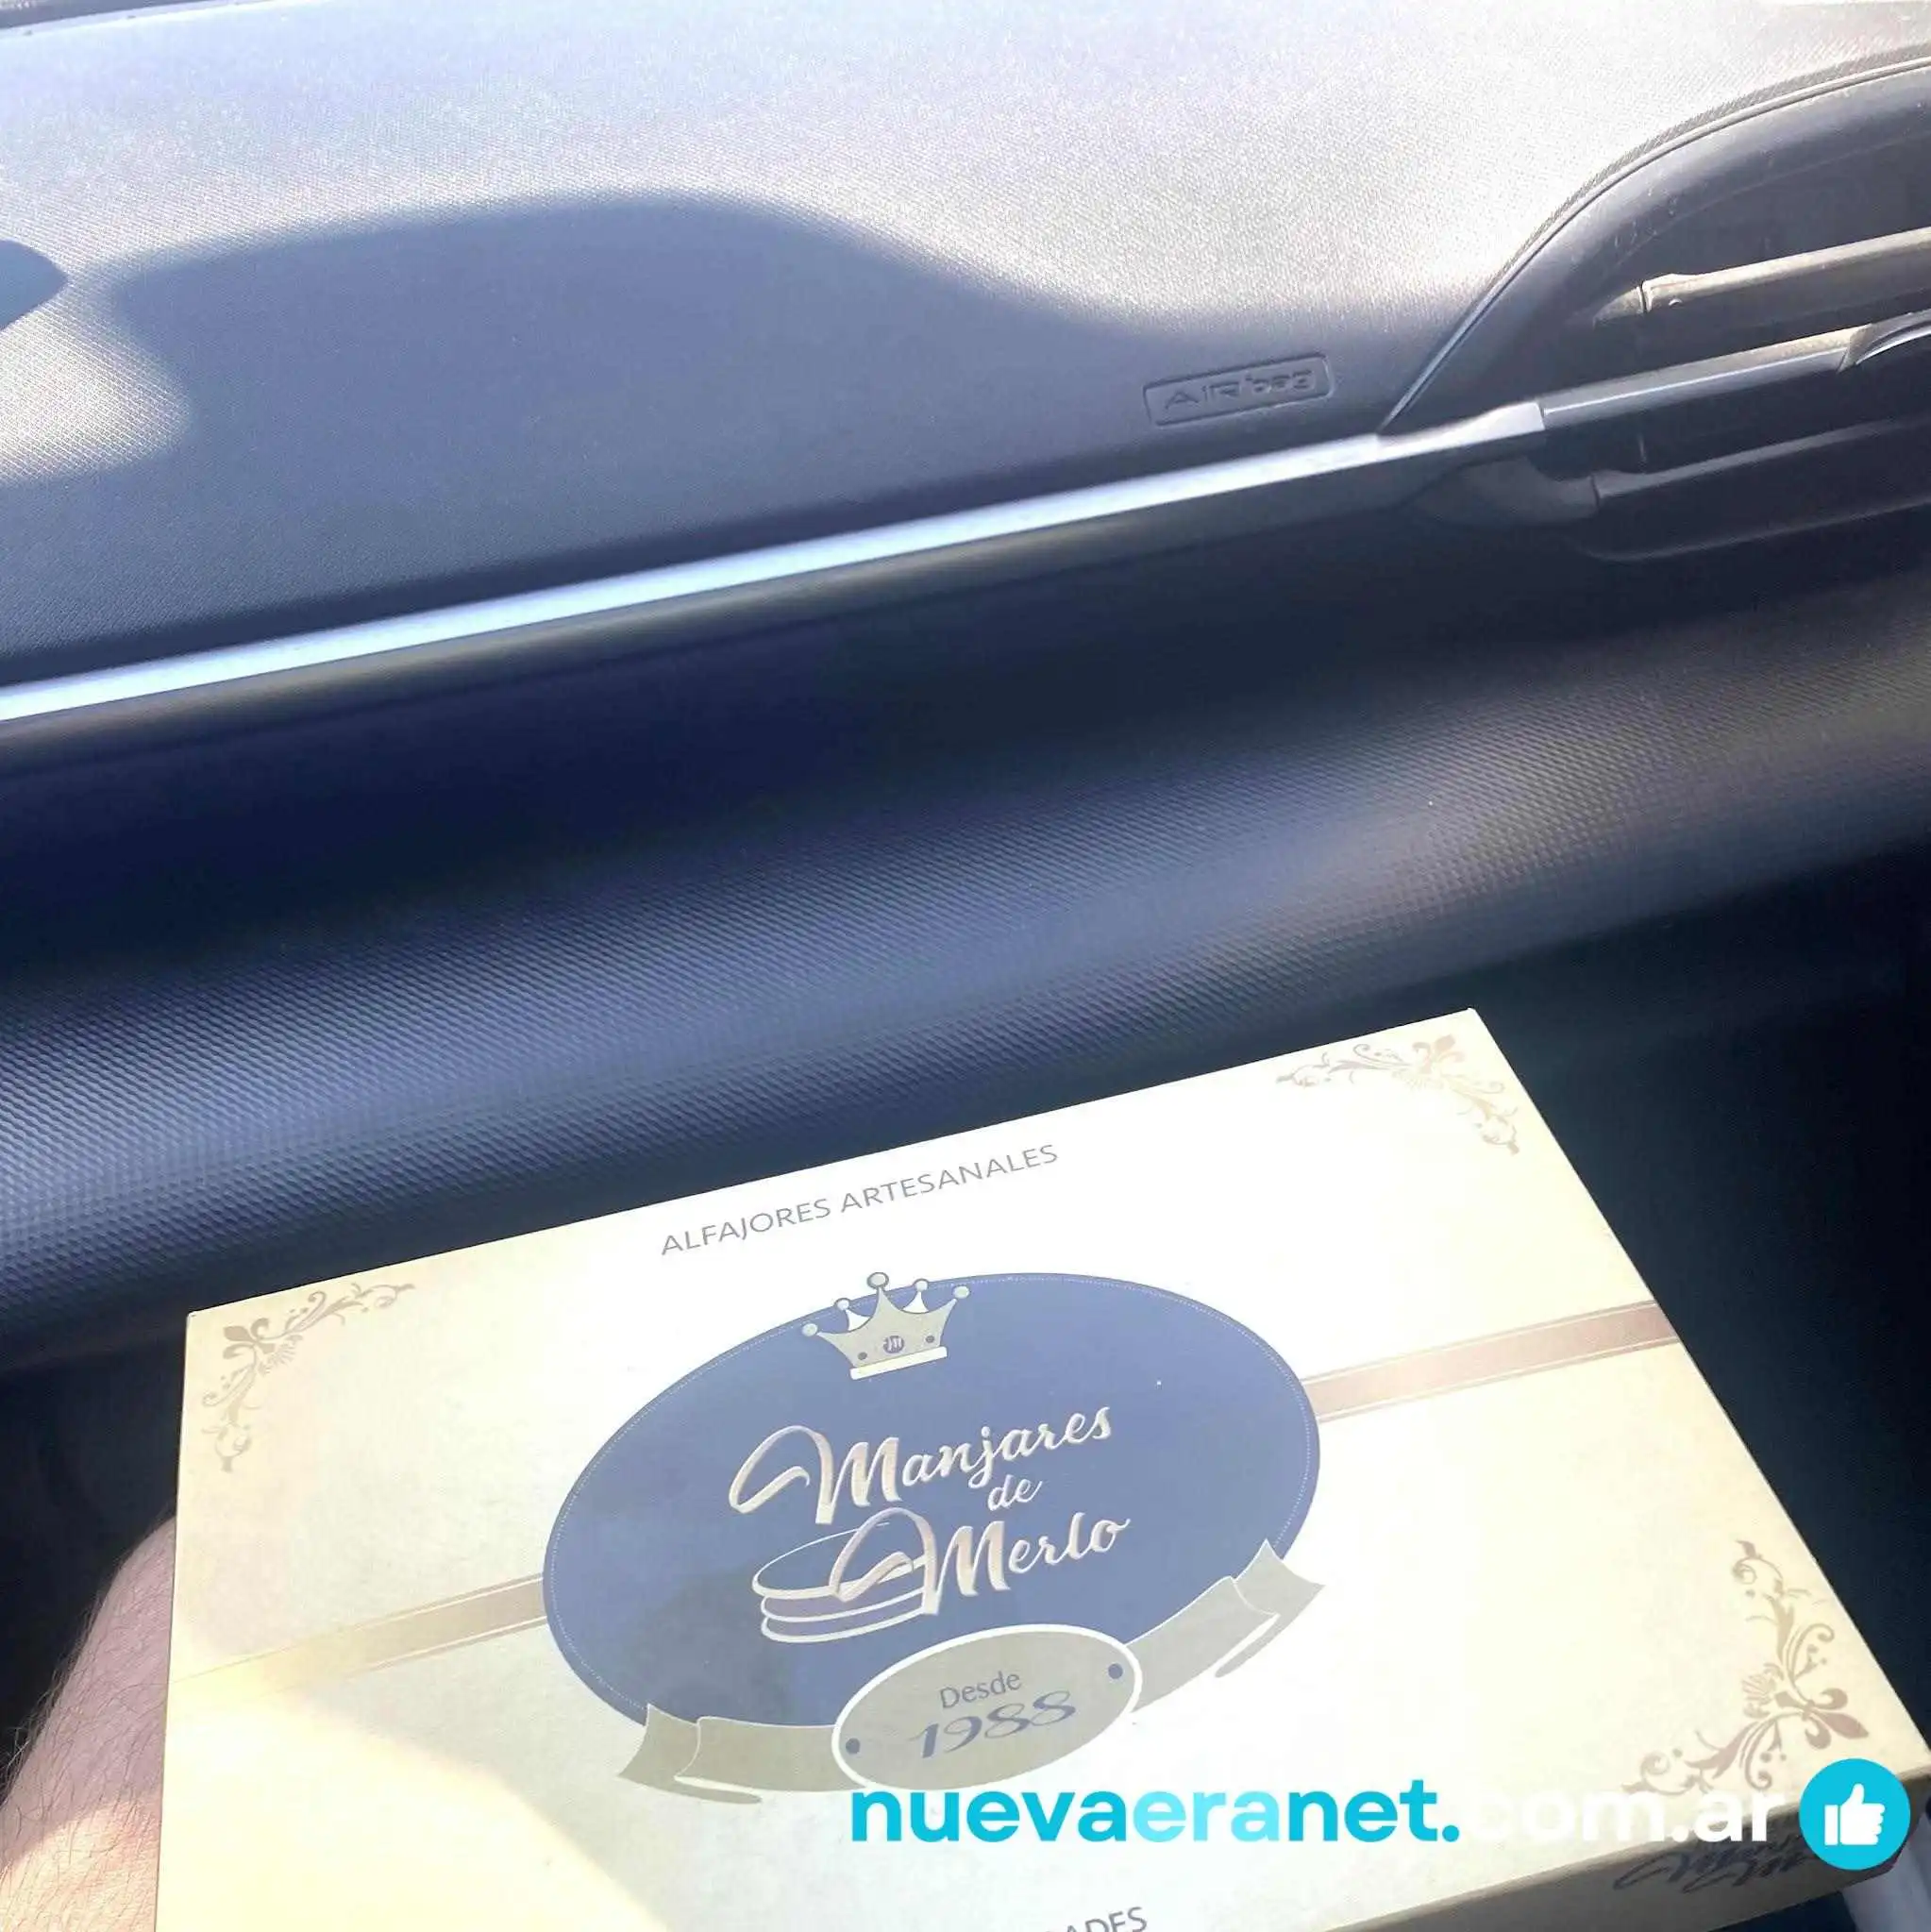 AIRbag
ALFAJORES ARTESANALES
M
Manjares
de
Merlo
Desde
1988
nuevaeranet.com.ar